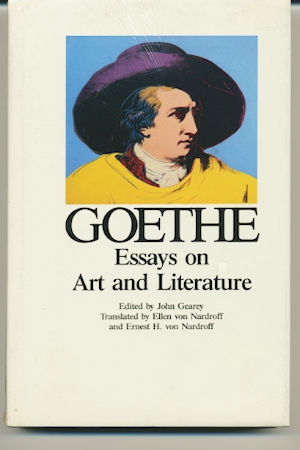 GOETHE
Essays on
Art and Literature
Edited by John Gearey
Translated by Ellen von Nardroff
and Ernest H. von Nardroff